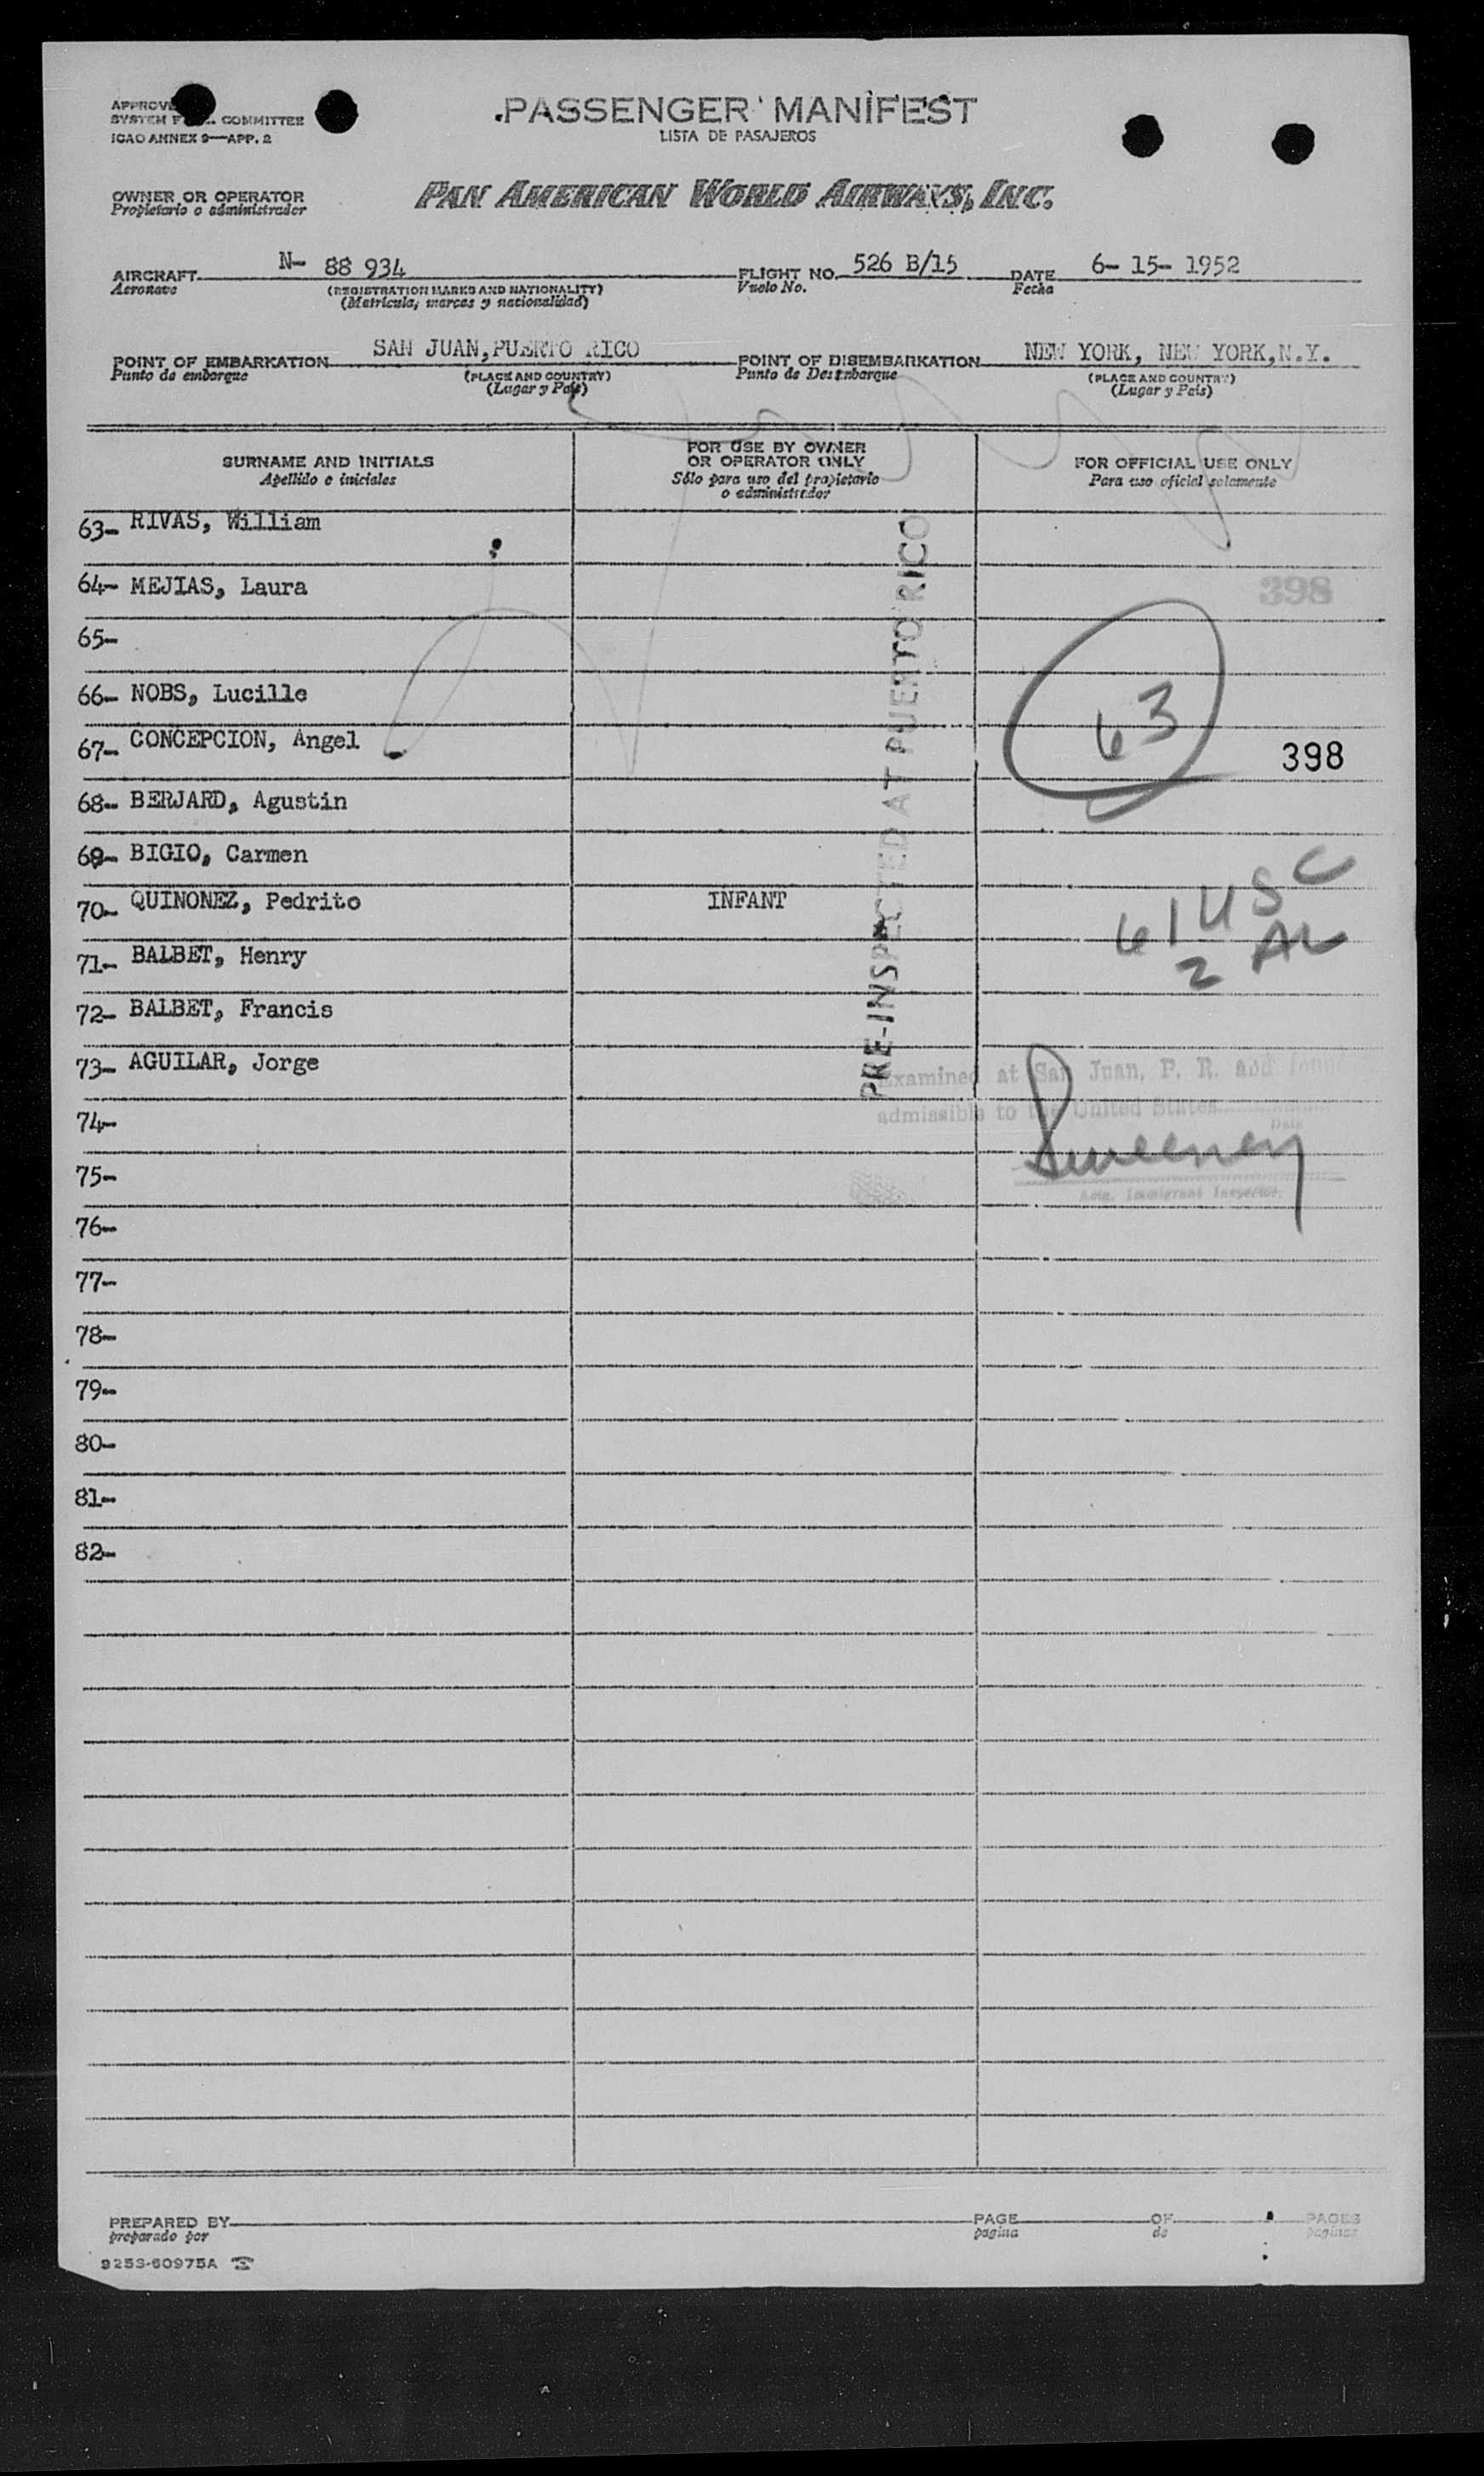 .PASSENGER MANIFEST
LISTA DE PASAJEROS
COMMITTEE
ICAO ANNEX 9—APP. 2
OWNER OR OPERATOR
Propietario o administrador
PAN AMERICAN WORLD AIRWAYS, INC.
AIRCRAFT N- 88 934 FLIGHT NO. 526 B/15 DATE 6- 15- 1952
Aeronave (REGISTRATION MARKS AND NATIONALITY) Vuelo No. Fecha
(Matricula, marcas y nacionalidad)
POINT OF EMBARKATION SAN JUAN, PUERTO RICO POINT OF DISEMBARKATION NEW YORK, NEW YORK, N.Y.
Punto de embarque (PLACE AND COUNTRY) Punto de Desembarque (PLACE AND COUNTRY)
(Lugar y País) (Lugar y País)
SURNAME AND INITIALS
Apellido e iniciales
FOR USE BY OWNER
OR OPERATOR ONLY
Sólo para uso del propietario
o administrador
FOR OFFICIAL USE ONLY
Para uso oficial solamente
63- RIVAS, William
64- MEJIAS, Laura
398
65-
66- NOBS, Lucille
63
67- CONCEPCION, Angel
398
68- BERJARD, Agustin
69- BIGIO, Carmen
70- QUINONEZ, Pedrito INFANT
61 USC
71- BALBET, Henry
2 AL
72- BALBET, Francis
73- AGUILAR, Jorge
PRE-INSPECTED AT PUERTO RICO
Examined at San Juan, P. R. and found
admissible to the United States
Date
Sweeney
Immigrant Inspector.
74-
75-
76-
77-
78-
79-
80-
81-
82-
PREPARED BY PAGE OF PAGES
preparado por pagina de paginas
9253-60975A